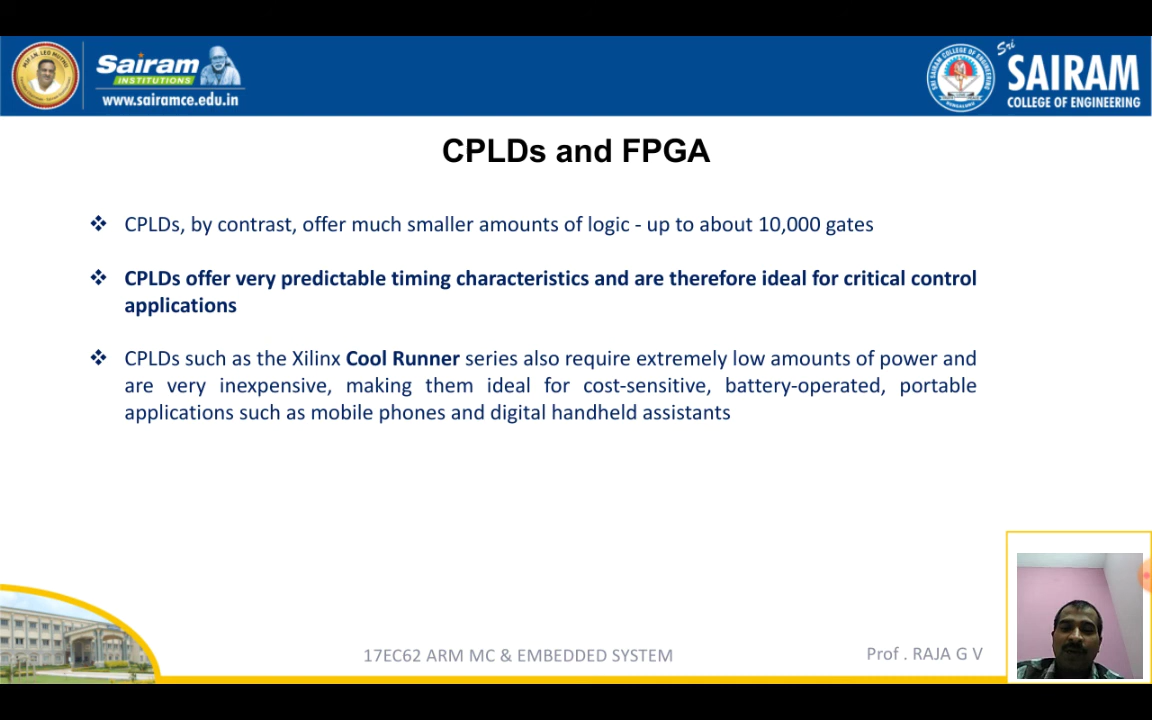 Sairam
INSTITUTIONS
www.sairamce.edu.in
Sri
SAIRAM
COLLEGE OF ENGINEERING
CPLDs and FPGA
❖ CPLDs, by contrast, offer much smaller amounts of logic - up to about 10,000 gates
❖ CPLDs offer very predictable timing characteristics and are therefore ideal for critical control
applications
❖ CPLDs such as the Xilinx Cool Runner series also require extremely low amounts of power and
are very inexpensive, making them ideal for cost-sensitive, battery-operated, portable
applications such as mobile phones and digital handheld assistants
17EC62 ARM MC & EMBEDDED SYSTEM
Prof . RAJA G V